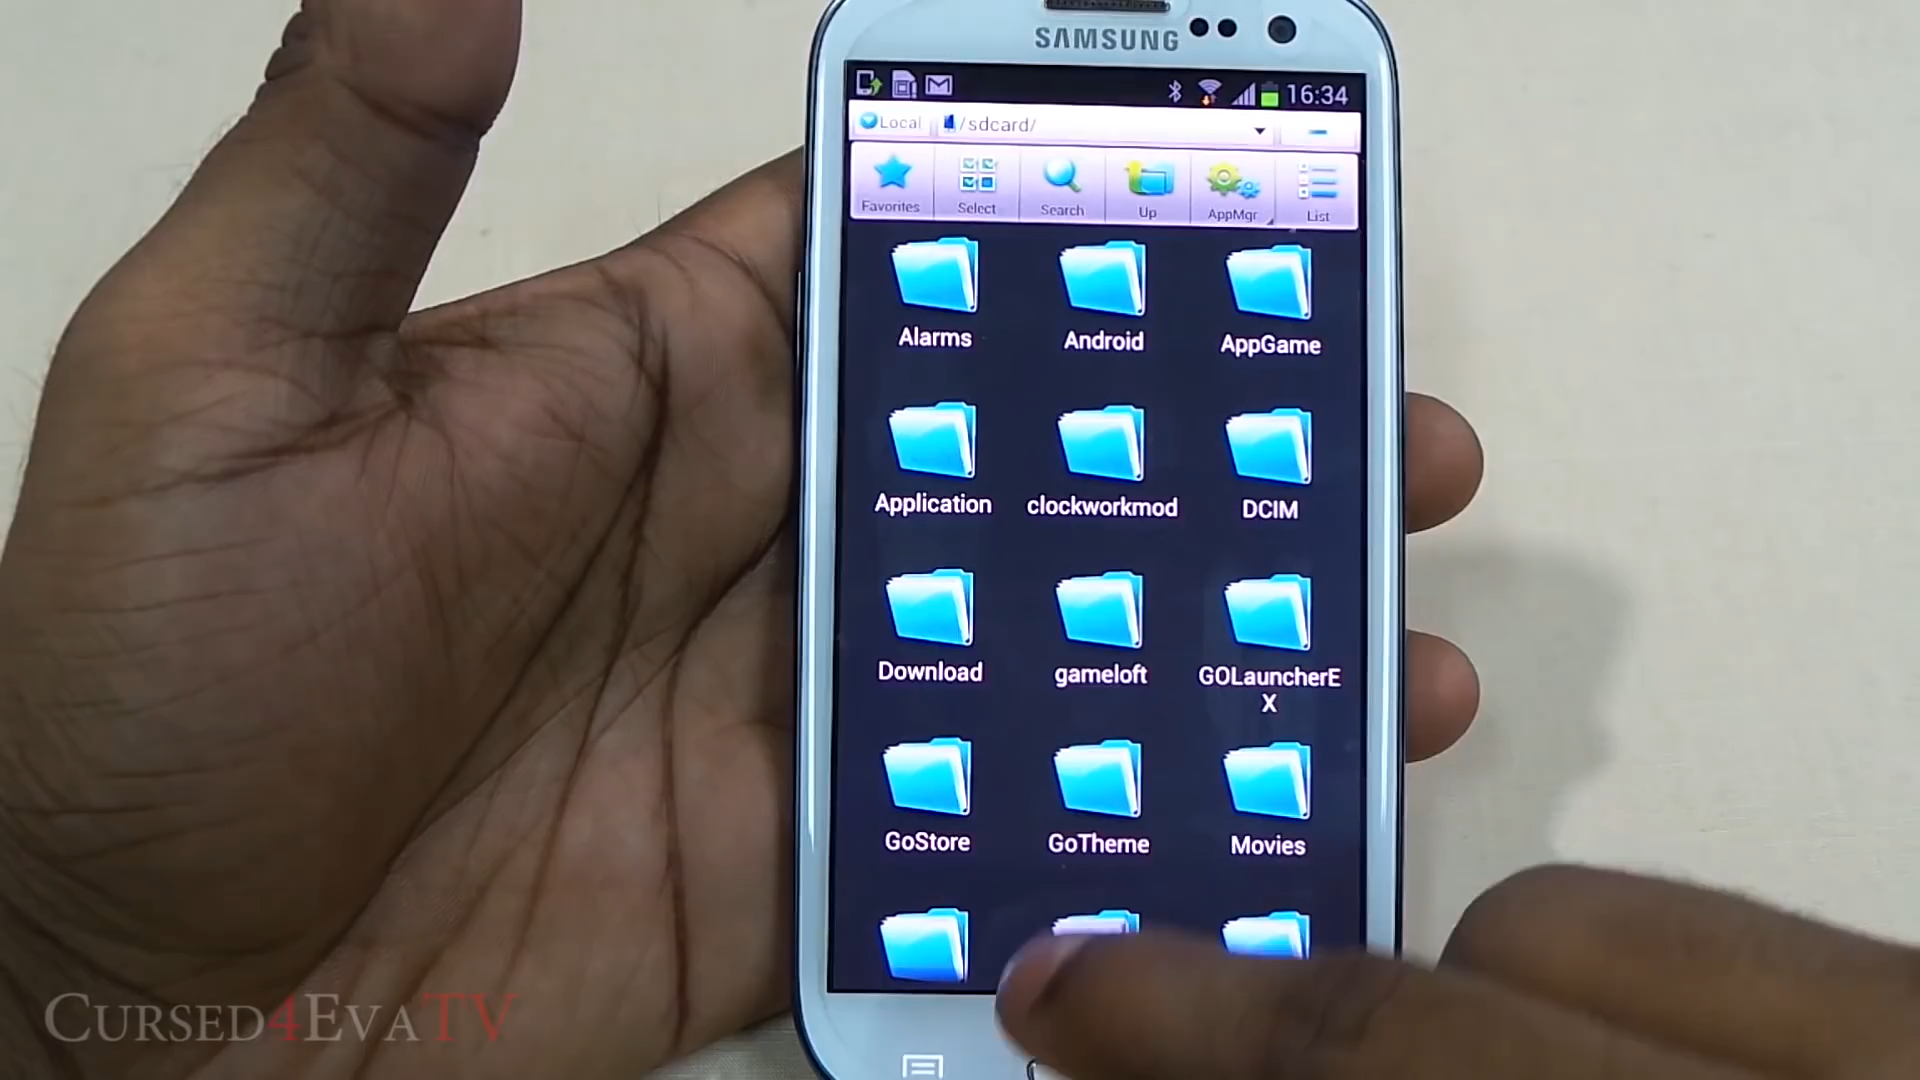 SAMSUNG
16:34
Local /sdcard/
Favorites Select Search Up AppMgr List
Alarms Android AppGame
Application clockworkmod DCIM
Download gameloft GOLauncherE
X
GoStore GoTheme Movies
CURSED4EVATV